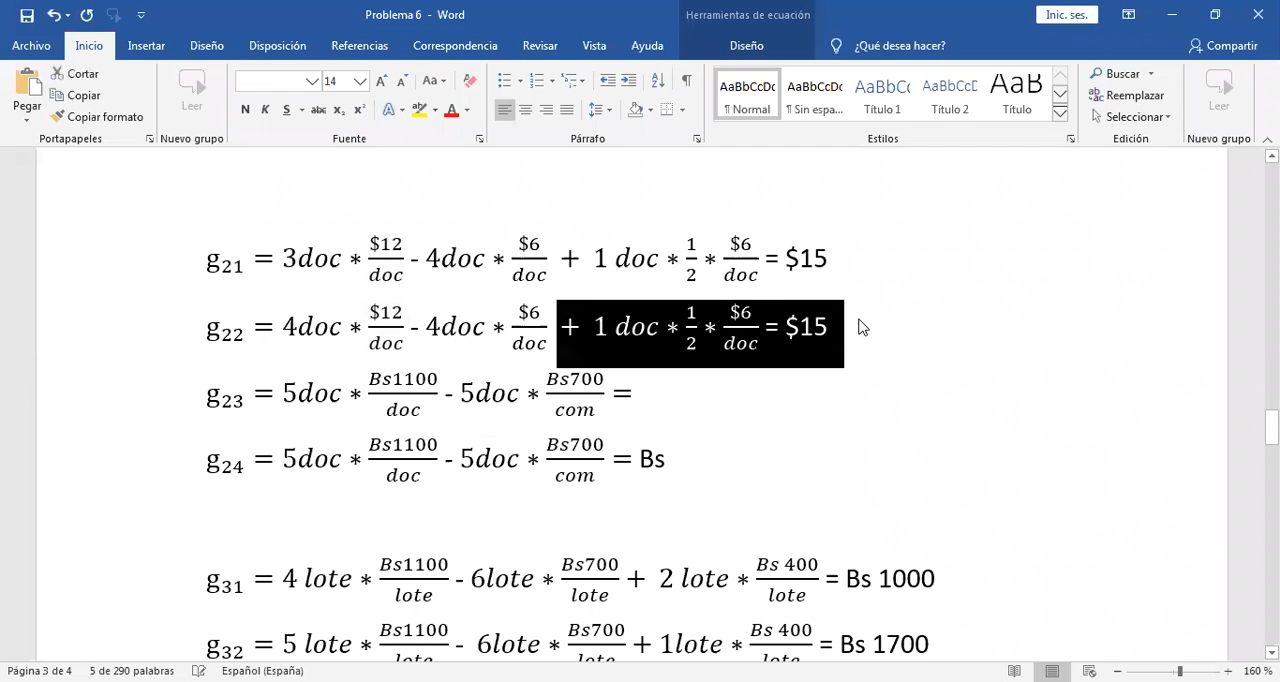 Problema 6 - Word
Herramientas de ecuación
Inic. ses.
Archivo Inicio Insertar Diseño Disposición Referencias Correspondencia Revisar Vista Ayuda Diseño ¿Qué desea hacer? Compartir
Pegar
Cortar
Copiar
Copiar formato
Portapapeles
Leer
Nuevo grupo
14
Aa
N K S abc x₂ x²
Fuente
Párrafo
AaBbCcDc AaBbCcDc AaBbCc AaBbCcD AaB
¶ Normal ¶ Sin espa... Título 1 Título 2 Título
Estilos
Buscar
Reemplazar
Seleccionar
Edición
Leer
Nuevo grupo
g₂₁ = 3doc * $12/doc - 4doc * $6/doc + 1 doc * 1/2 * $6/doc = $15
g₂₂ = 4doc * $12/doc - 4doc * $6/doc + 1 doc * 1/2 * $6/doc = $15
g₂₃ = 5doc * Bs1100/doc - 5doc * Bs700/com =
g₂₄ = 5doc * Bs1100/doc - 5doc * Bs700/com = Bs
g₃₁ = 4 lote * Bs1100/lote - 6lote * Bs700/lote + 2 lote * Bs 400/lote = Bs 1000
g₃₂ = 5 lote * Bs1100/lote - 6lote * Bs700/lote + 1lote * Bs 400/lote = Bs 1700
Página 3 de 4 5 de 290 palabras Español (España) 160 %